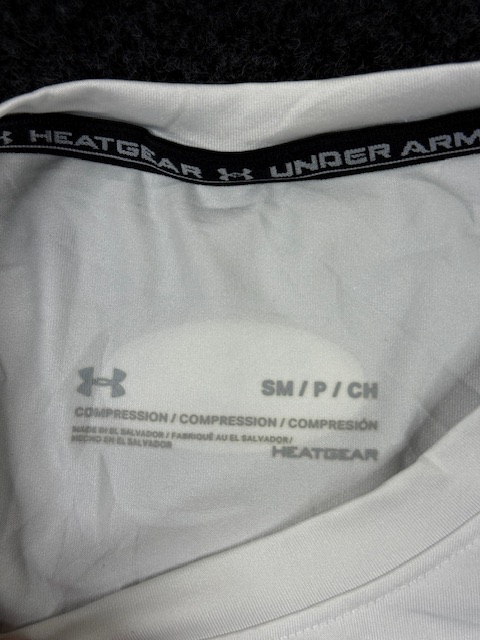 HEATGEAR UNDER ARM
SM / P / CH
COMPRESSION / COMPRESSION / COMPRESIÓN
MADE IN EL SALVADOR / FABRIQUÉ AU EL SALVADOR/
HECHO EN EL SALVADOR
HEATGEAR